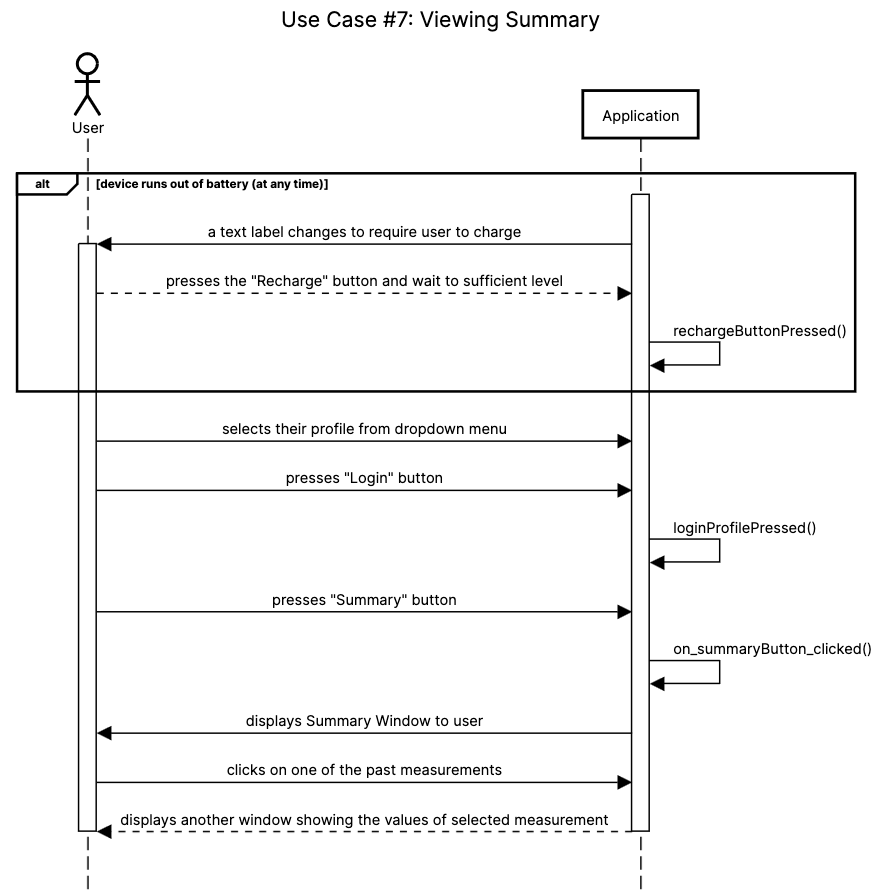 Use Case #7: Viewing Summary
User
Application
alt
[device runs out of battery (at any time)]
a text label changes to require user to charge
presses the "Recharge" button and wait to sufficient level
rechargeButtonPressed()
selects their profile from dropdown menu
presses "Login" button
loginProfilePressed()
presses "Summary" button
on_summaryButton_clicked()
displays Summary Window to user
clicks on one of the past measurements
displays another window showing the values of selected measurement